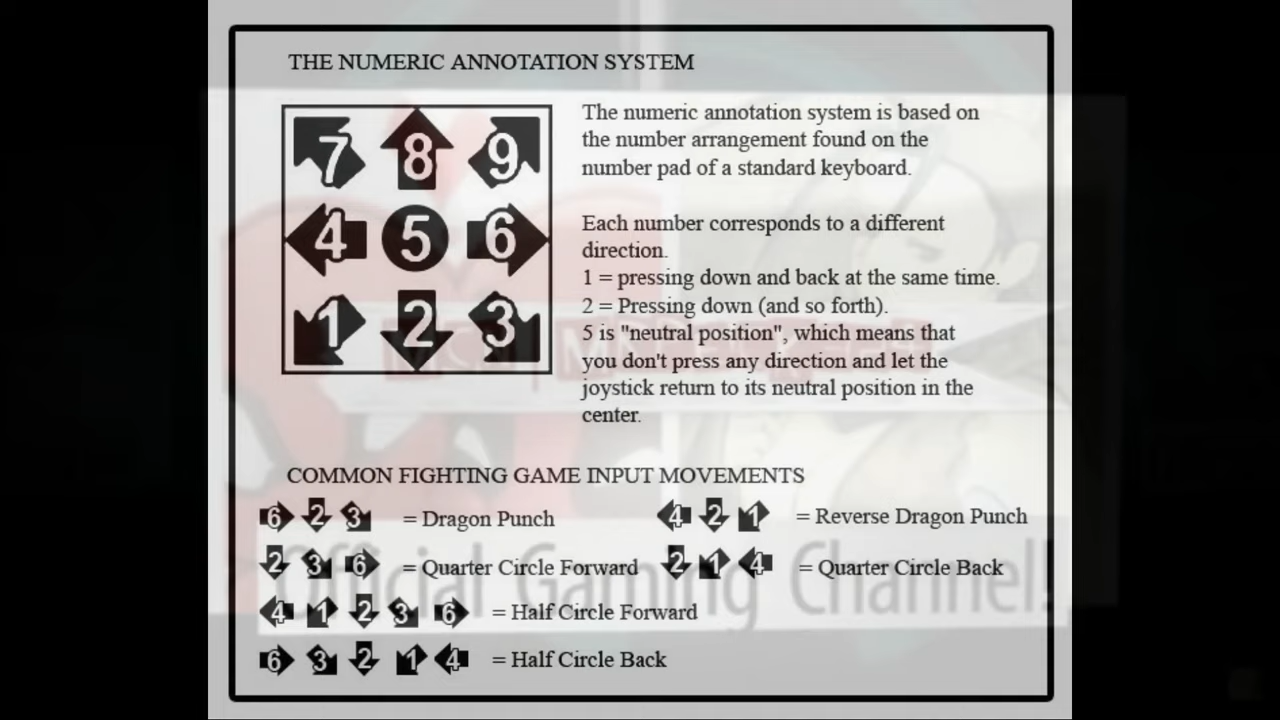 THE NUMERIC ANNOTATION SYSTEM
7 8 9
4 5 6
1 2 3
The numeric annotation system is based on
the number arrangement found on the
number pad of a standard keyboard.
Each number corresponds to a different
direction.
1 = pressing down and back at the same time.
2 = Pressing down (and so forth).
5 is "neutral position", which means that
you don't press any direction and let the
joystick return to its neutral position in the
center.
COMMON FIGHTING GAME INPUT MOVEMENTS
6 2 3 = Dragon Punch
4 2 1 = Reverse Dragon Punch
2 3 6 = Quarter Circle Forward
2 1 4 = Quarter Circle Back
Official Gaming Channel!
4 1 2 3 6 = Half Circle Forward
6 3 2 1 4 = Half Circle Back